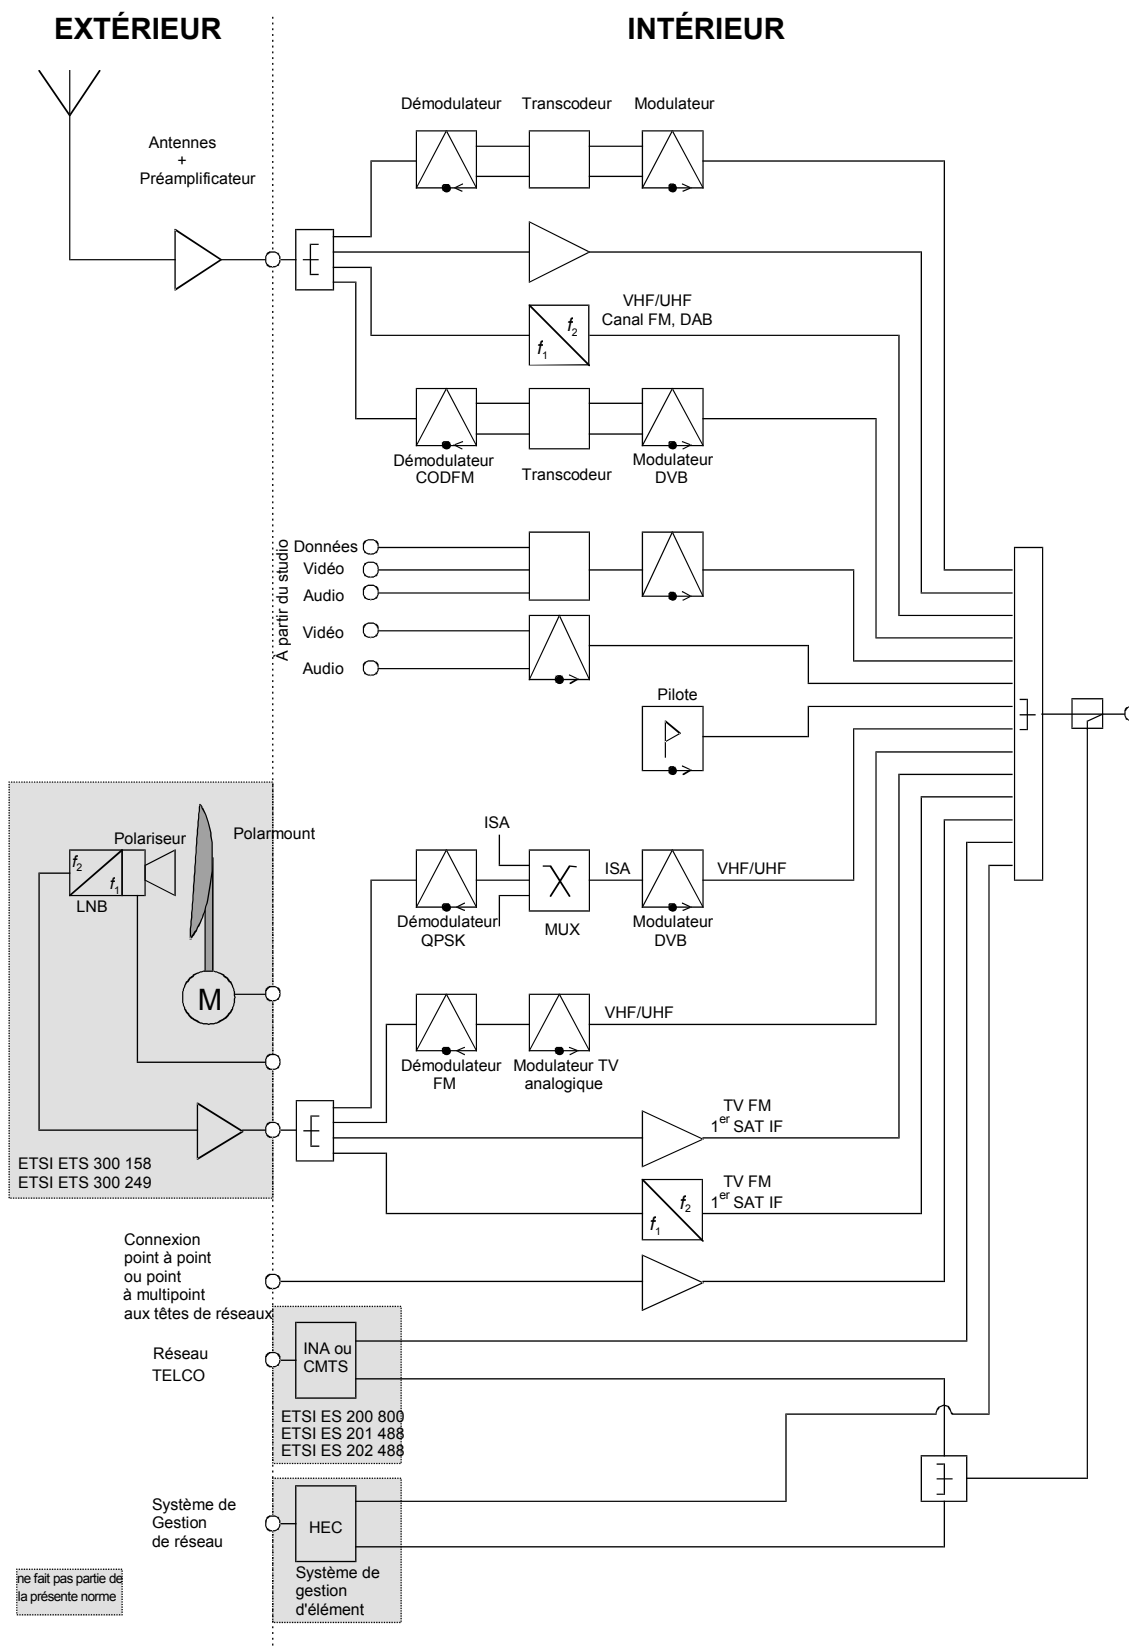 EXTÉRIEUR
INTÉRIEUR
Démodulateur
Transcodeur
Modulateur
Antennes
+
Préamplificateur
VHF/UHF
Canal FM, DAB
f2
f1
Démodulateur
CODFM
Transcodeur
Modulateur
DVB
A partir du studio
Données
Vidéo
Audio
Vidéo
Audio
Pilote
Polariseur
Polarmount
f2
f1
LNB
M
ISA
ISA
VHF/UHF
Démodulateur
QPSK
MUX
Modulateur
DVB
VHF/UHF
Démodulateur
FM
Modulateur TV
analogique
TV FM
1er SAT IF
ETSI ETS 300 158
ETSI ETS 300 249
TV FM
1er SAT IF
f2
f1
Connexion
point à point
ou point
à multipoint
aux têtes de réseaux
Réseau
TELCO
INA ou
CMTS
ETSI ES 200 800
ETSI ES 201 488
ETSI ES 202 488
Système de
Gestion
de réseau
HEC
Système de
gestion
d'élément
ne fait pas partie de
la présente norme